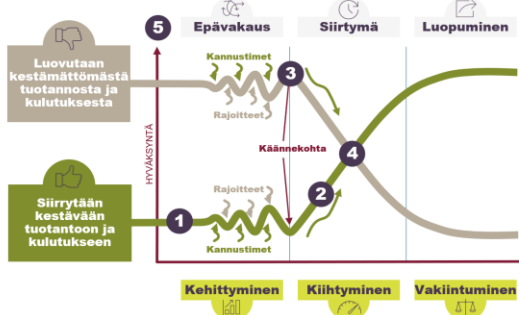 5
Epävakaus
Siirtymä
Luopuminen
Luovutaan
kestämättömästä
tuotannosta ja
kulutuksesta
Kannustimet
Rajoitteet
3
HYVÄKSYNTÄ
Käännekohta
4
Siirrytään
kestävään
tuotantoon ja
kulutukseen
1
Rajoitteet
Kannustimet
2
Kehittyminen
Kiihtyminen
Vakiintuminen